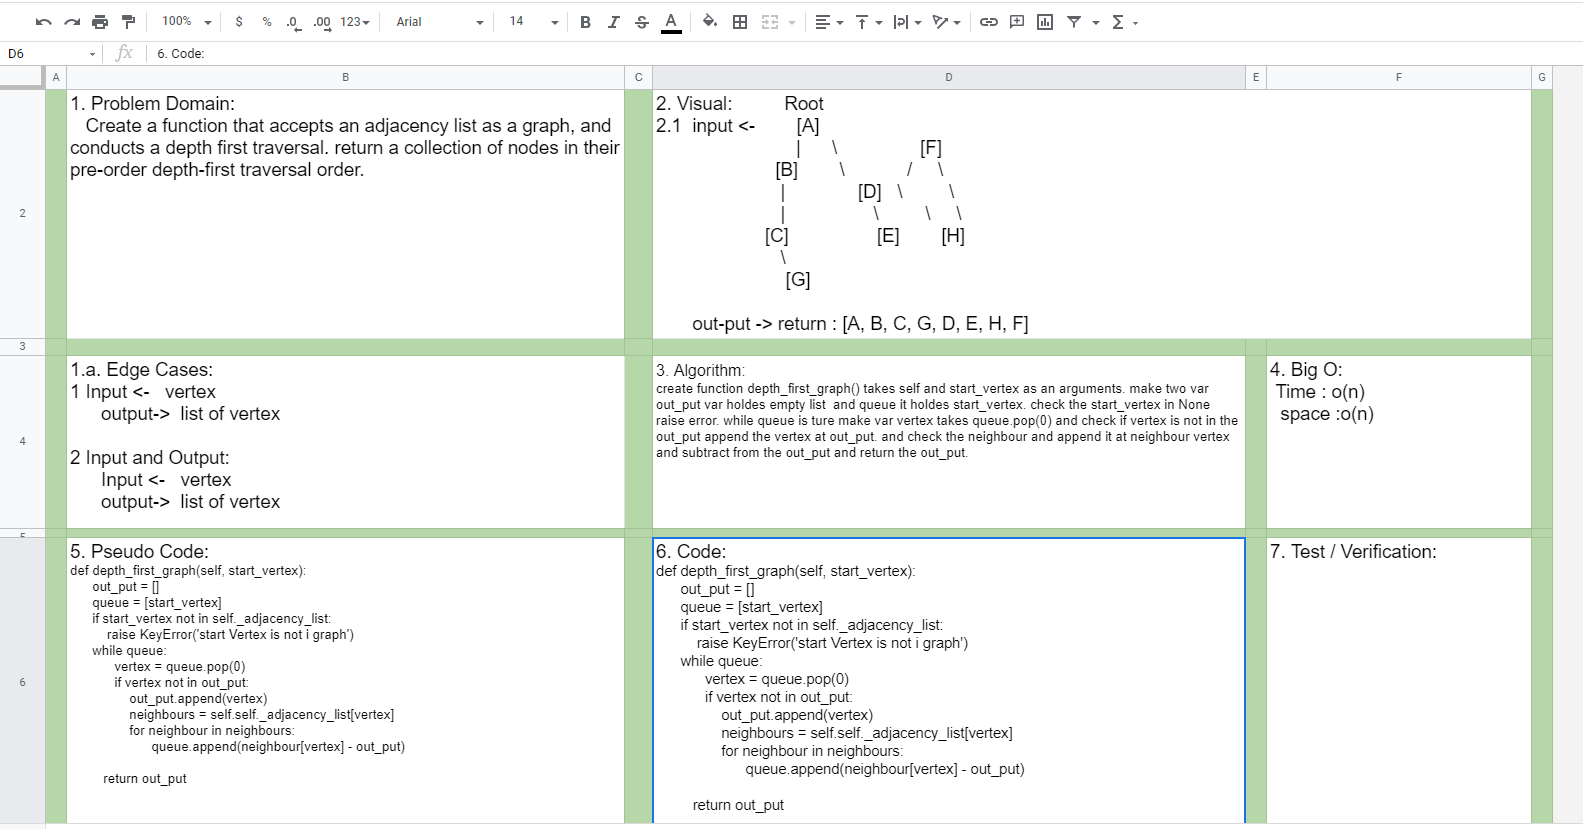 100% $ % .0 .00 123 Arial 14 B I S A
D6 fx 6. Code:
A B C D E F G
2
1. Problem Domain:
Create a function that accepts an adjacency list as a graph, and
conducts a depth first traversal. return a collection of nodes in their
pre-order depth-first traversal order.
2. Visual: Root
2.1 input <- [A]
| \ [F]
[B] \ / \
| [D] \ \
| \ \ \
[C] [E] [H]
\
[G]
out-put -> return : [A, B, C, G, D, E, H, F]
3
4
1.a. Edge Cases:
1 Input <- vertex
output-> list of vertex
2 Input and Output:
Input <- vertex
output-> list of vertex
3. Algorithm:
create function depth_first_graph() takes self and start_vertex as an arguments. make two var
out_put var holdes empty list and queue it holdes start_vertex. check the start_vertex in None
raise error. while queue is ture make var vertex takes queue.pop(0) and check if vertex is not in the
out_put append the vertex at out_put. and check the neighbour and append it at neighbour vertex
and subtract from the out_put and return the out_put.
4. Big O:
Time : o(n)
space :o(n)
5
6
5. Pseudo Code:
def depth_first_graph(self, start_vertex):
out_put = []
queue = [start_vertex]
if start_vertex not in self._adjacency_list:
raise KeyError('start Vertex is not i graph')
while queue:
vertex = queue.pop(0)
if vertex not in out_put:
out_put.append(vertex)
neighbours = self.self._adjacency_list[vertex]
for neighbour in neighbours:
queue.append(neighbour[vertex] - out_put)
return out_put
6. Code:
def depth_first_graph(self, start_vertex):
out_put = []
queue = [start_vertex]
if start_vertex not in self._adjacency_list:
raise KeyError('start Vertex is not i graph')
while queue:
vertex = queue.pop(0)
if vertex not in out_put:
out_put.append(vertex)
neighbours = self.self._adjacency_list[vertex]
for neighbour in neighbours:
queue.append(neighbour[vertex] - out_put)
return out_put
7. Test / Verification: